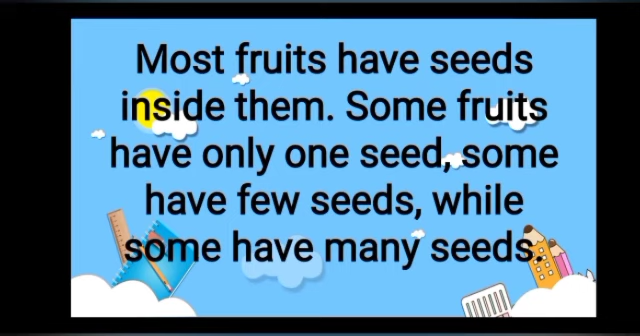 Most fruits have seeds
inside them. Some fruits
have only one seed, some
have few seeds, while
some have many seeds.